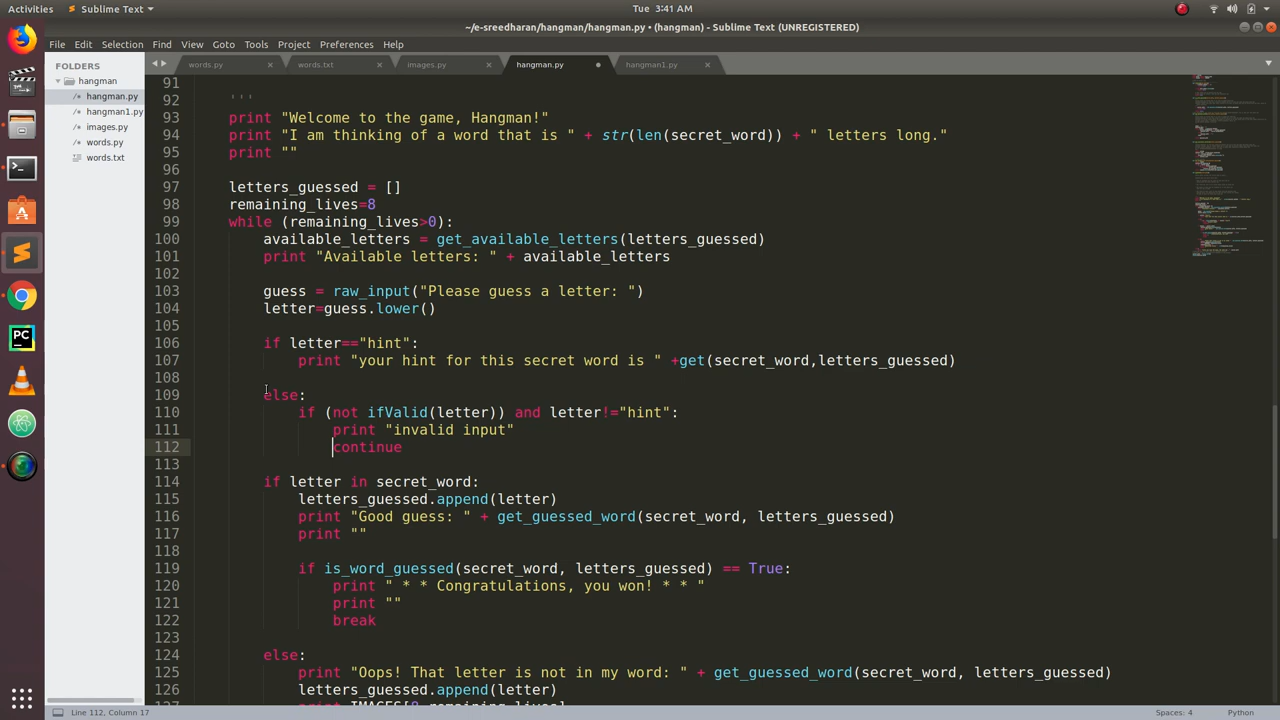 Activities
Sublime Text
Tue 3:41 AM
~/e-sreedharan/hangman/hangman.py • (hangman) - Sublime Text (UNREGISTERED)
File Edit Selection Find View Goto Tools Project Preferences Help
FOLDERS
hangman
hangman.py
hangman1.py
images.py
words.py
words.txt
words.py
words.txt
images.py
hangman.py
hangman1.py
91
92 '''
93 print "Welcome to the game, Hangman!"
94 print "I am thinking of a word that is " + str(len(secret_word)) + " letters long."
95 print ""
96
97 letters_guessed = []
98 remaining_lives=8
99 while (remaining_lives>0):
100 available_letters = get_available_letters(letters_guessed)
101 print "Available letters: " + available_letters
102
103 guess = raw_input("Please guess a letter: ")
104 letter=guess.lower()
105
106 if letter=="hint":
107 print "your hint for this secret word is " +get(secret_word,letters_guessed)
108
109 else:
110 if (not ifValid(letter)) and letter!="hint":
111 print "invalid input"
112 continue
113
114 if letter in secret_word:
115 letters_guessed.append(letter)
116 print "Good guess: " + get_guessed_word(secret_word, letters_guessed)
117 print ""
118
119 if is_word_guessed(secret_word, letters_guessed) == True:
120 print " * * Congratulations, you won! * * "
121 print ""
122 break
123
124 else:
125 print "Oops! That letter is not in my word: " + get_guessed_word(secret_word, letters_guessed)
126 letters_guessed.append(letter)
Line 112, Column 17
Spaces: 4
Python